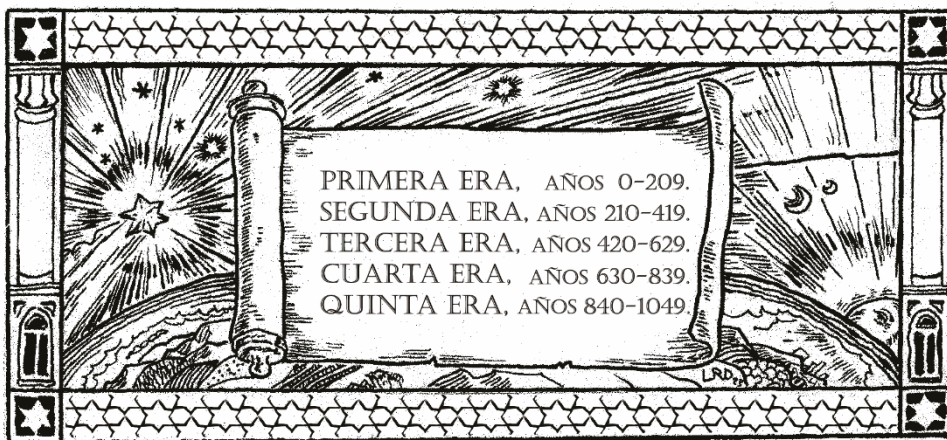 PRIMERA ERA, AÑOS 0-209.
SEGUNDA ERA, AÑOS 210-419.
TERCERA ERA, AÑOS 420-629.
CUARTA ERA, AÑOS 630-839.
QUINTA ERA, AÑOS 840-1049.